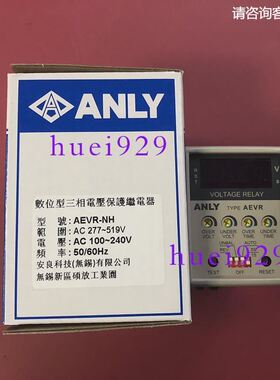 请咨询客
ANLY
huei929
數位型三相電壓保護繼電器
型 號: AEVR-NH
範 圍: AC 277~519V
電 壓: AC 100~240V
頻 率: 50/60Hz
安良科技(無錫)有限公司
無錫新區碩放工業園
R S T
V
VOLTAGE RELAY
ANLY TYPE AEVR
OVER VOLT
UNDER VOLT
OVER TIME
UNDER TIME
huei929
TEST
OFF
RESET